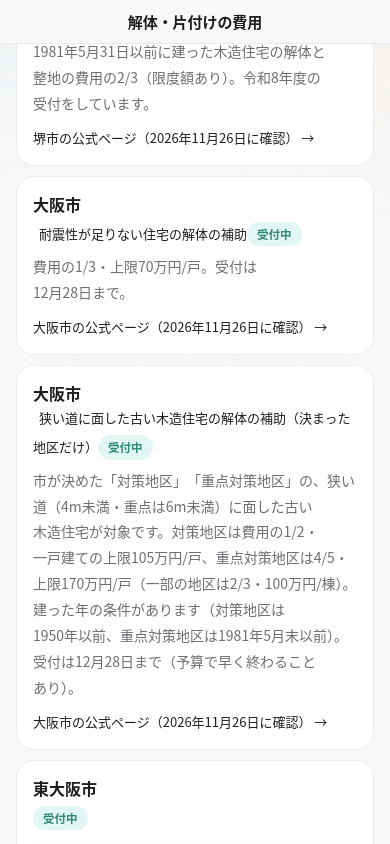 解体・片付けの費用
1981年5月31日以前に建った木造住宅の解体と
整地の費用の2/3（限度額あり）。令和8年度の
受付をしています。
堺市の公式ページ（2026年11月26日に確認） →
大阪市
耐震性が足りない住宅の解体の補助 受付中
費用の1/3・上限70万円/戸。受付は
12月28日まで。
大阪市の公式ページ（2026年11月26日に確認） →
大阪市
狭い道に面した古い木造住宅の解体の補助（決まった
地区だけ） 受付中
市が決めた「対策地区」「重点対策地区」の、狭い
道（4m未満・重点は6m未満）に面した古い
木造住宅が対象です。対策地区は費用の1/2・
一戸建ての上限105万円/戸、重点対策地区は4/5・
上限170万円/戸（一部の地区は2/3・100万円/棟）。
建った年の条件があります（対策地区は
1950年以前、重点対策地区は1981年5月末以前）。
受付は12月28日まで（予算で早く終わること
あり）。
大阪市の公式ページ（2026年11月26日に確認） →
東大阪市
受付中